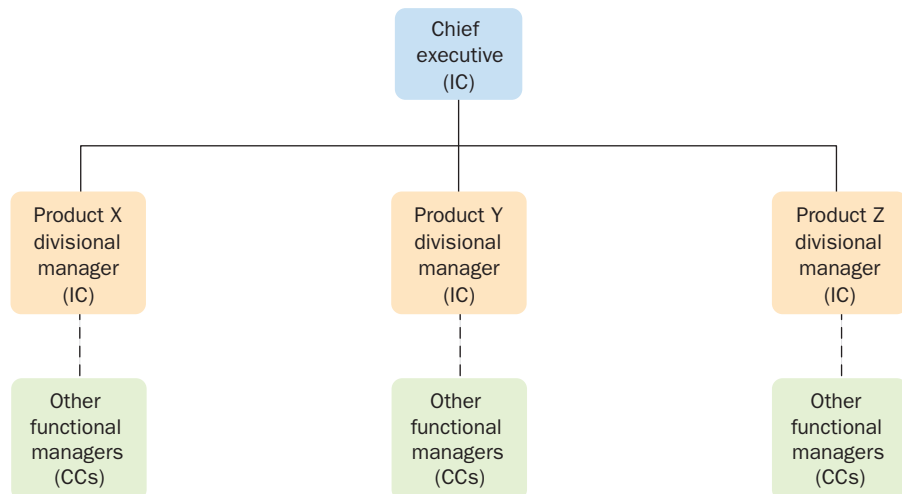 Chief
executive
(IC)
Product X
divisional
manager
(IC)
Product Y
divisional
manager
(IC)
Product Z
divisional
manager
(IC)
Other
functional
managers
(CCs)
Other
functional
managers
(CCs)
Other
functional
managers
(CCs)